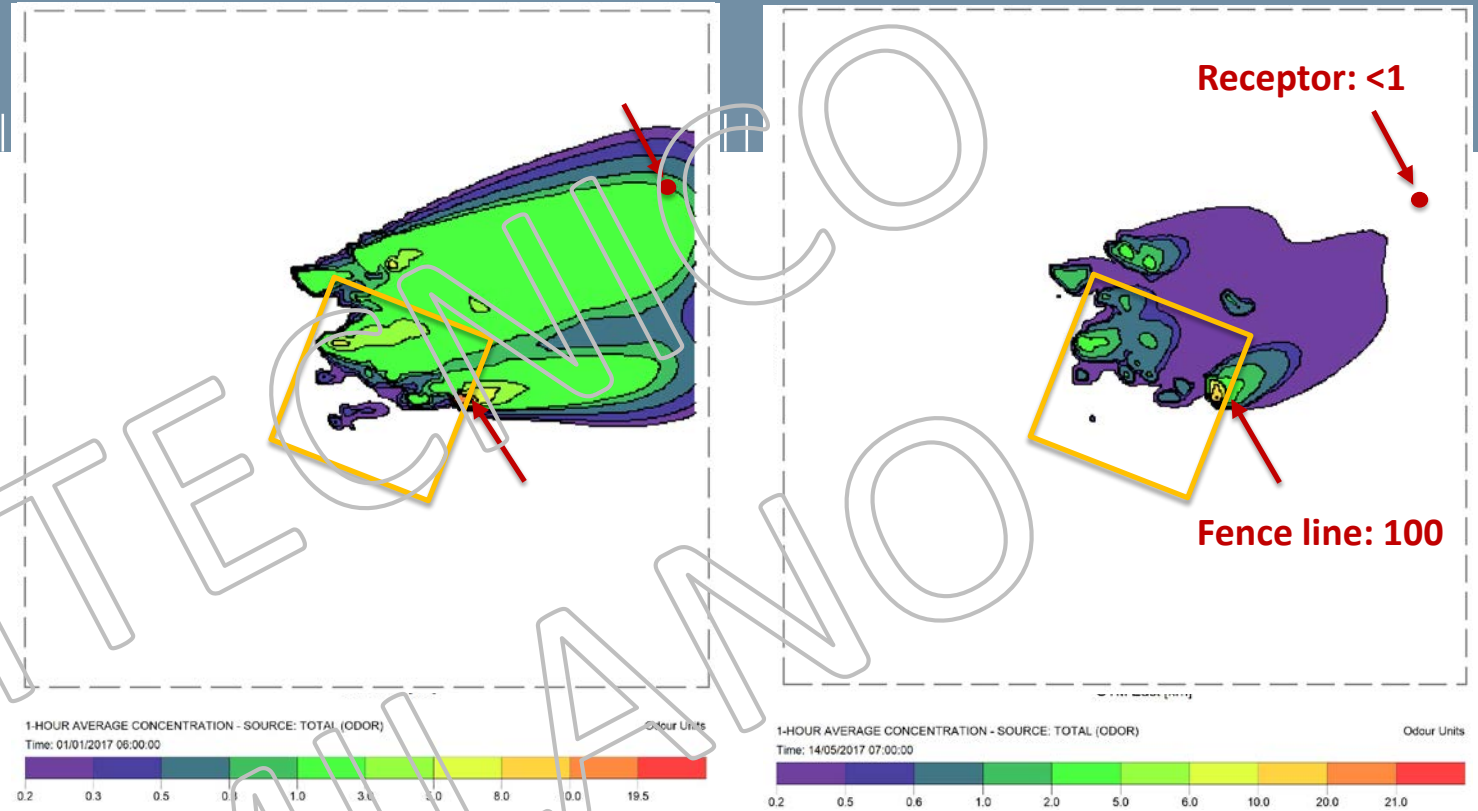 Receptor: <1
Fence line: 100
1-HOUR AVERAGE CONCENTRATION - SOURCE: TOTAL (ODOR)
Odour Units
Time: 01/01/2017 06:00:00
0.2 0.3 0.5 1.0 8.0 19.5
1-HOUR AVERAGE CONCENTRATION - SOURCE: TOTAL (ODOR)
Odour Units
Time: 14/05/2017 07:00:00
0.2 0.5 0.6 1.0 2.0 5.0 6.0 10.0 20.0 21.0
TECNICO
MILANO